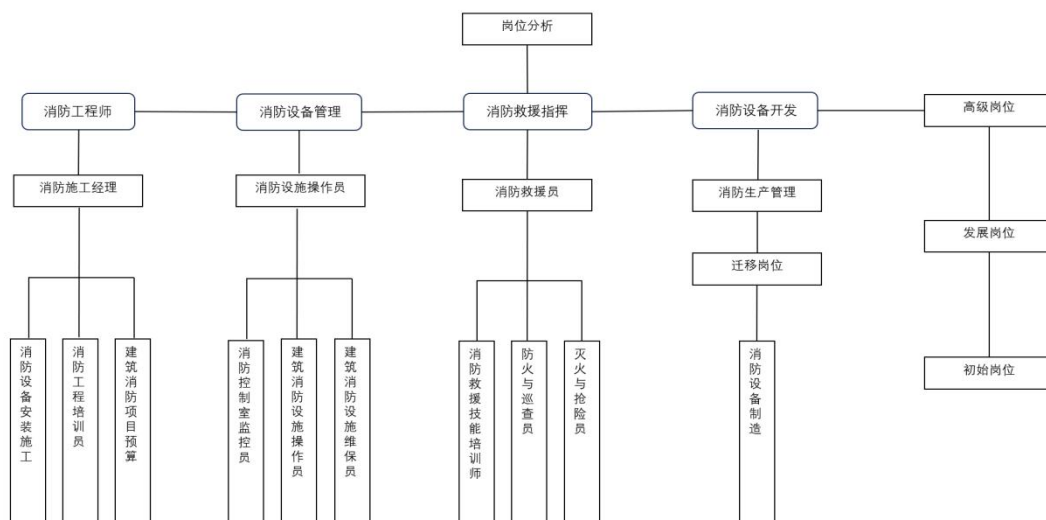 岗位分析
消防工程师
消防设备管理
消防救援指挥
消防设备开发
高级岗位
消防施工经理
消防设施操作员
消防救援员
消防生产管理
发展岗位
迁移岗位
消防设备安装施工
消防工程培训员
建筑消防项目预算
消防控制室监控员
建筑消防设施操作员
建筑消防设施维保员
消防救援技能培训师
防火与巡查员
灭火与抢险员
消防设备制造
初始岗位